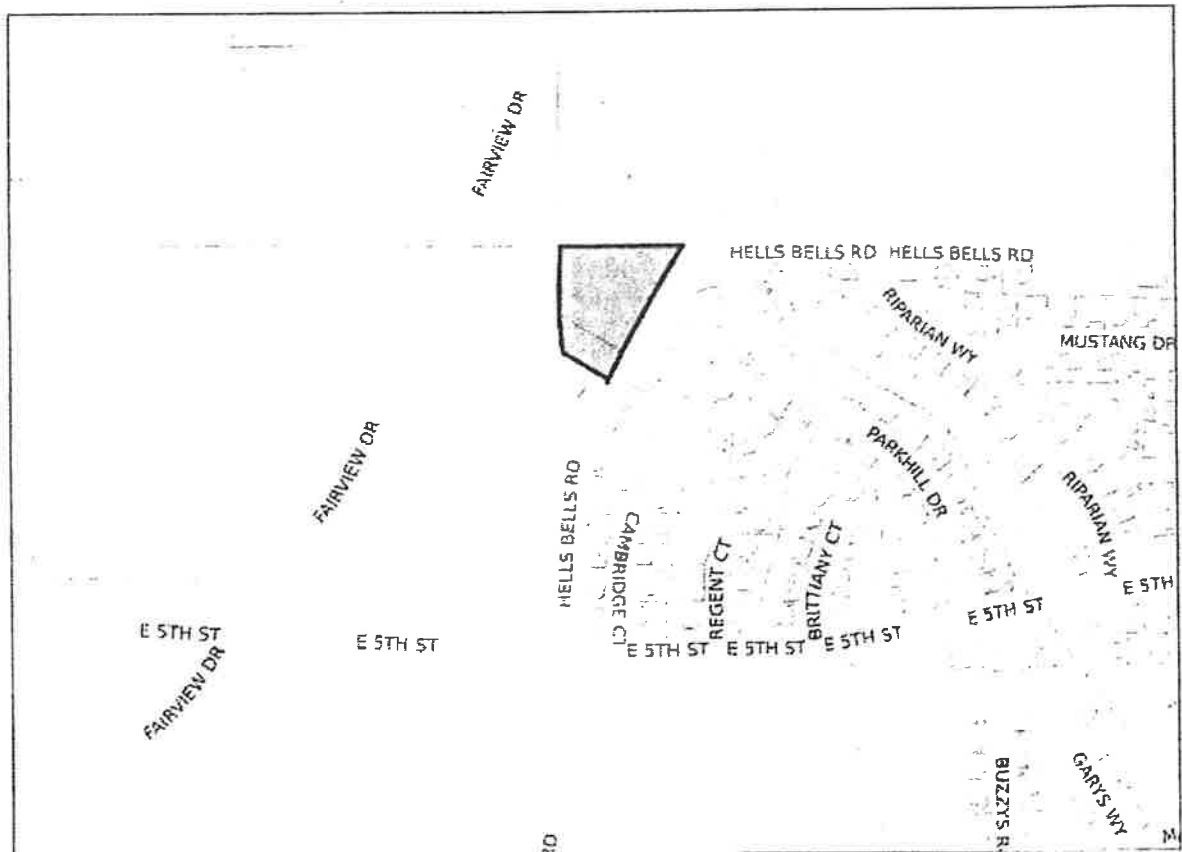 FAIRVIEW DR
HELLS BELLS RD HELLS BELLS RD
RIPARIAN WY
MUSTANG DR
FAIRVIEW DR
PARKHILL DR
HELLS BELLS RD
RIPARIAN WY
CAMBRIDGE CT
REGENT CT
BRITTIANY CT
E 5TH
E 5TH ST
E 5TH ST
E 5TH ST
E 5TH ST E 5TH ST E 5TH ST
FAIRVIEW DR
BUZZYS R
GARYS WY
RD
M